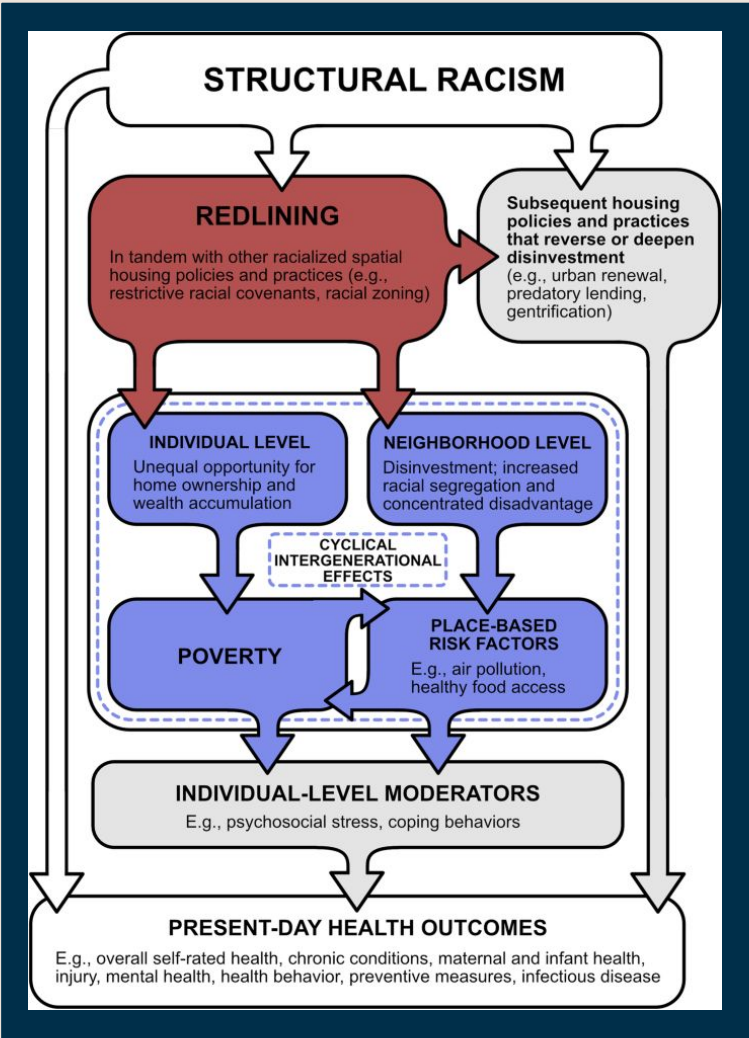 STRUCTURAL RACISM
REDLINING
In tandem with other racialized spatial
housing policies and practices (e.g.,
restrictive racial covenants, racial zoning)
Subsequent housing
policies and practices
that reverse or deepen
disinvestment
(e.g., urban renewal,
predatory lending,
gentrification)
INDIVIDUAL LEVEL
Unequal opportunity for
home ownership and
wealth accumulation
NEIGHBORHOOD LEVEL
Disinvestment; increased
racial segregation and
concentrated disadvantage
CYCLICAL
INTERGENERATIONAL
EFFECTS
POVERTY
PLACE-BASED
RISK FACTORS
E.g., air pollution,
healthy food access
INDIVIDUAL-LEVEL MODERATORS
E.g., psychosocial stress, coping behaviors
PRESENT-DAY HEALTH OUTCOMES
E.g., overall self-rated health, chronic conditions, maternal and infant health,
injury, mental health, health behavior, preventive measures, infectious disease